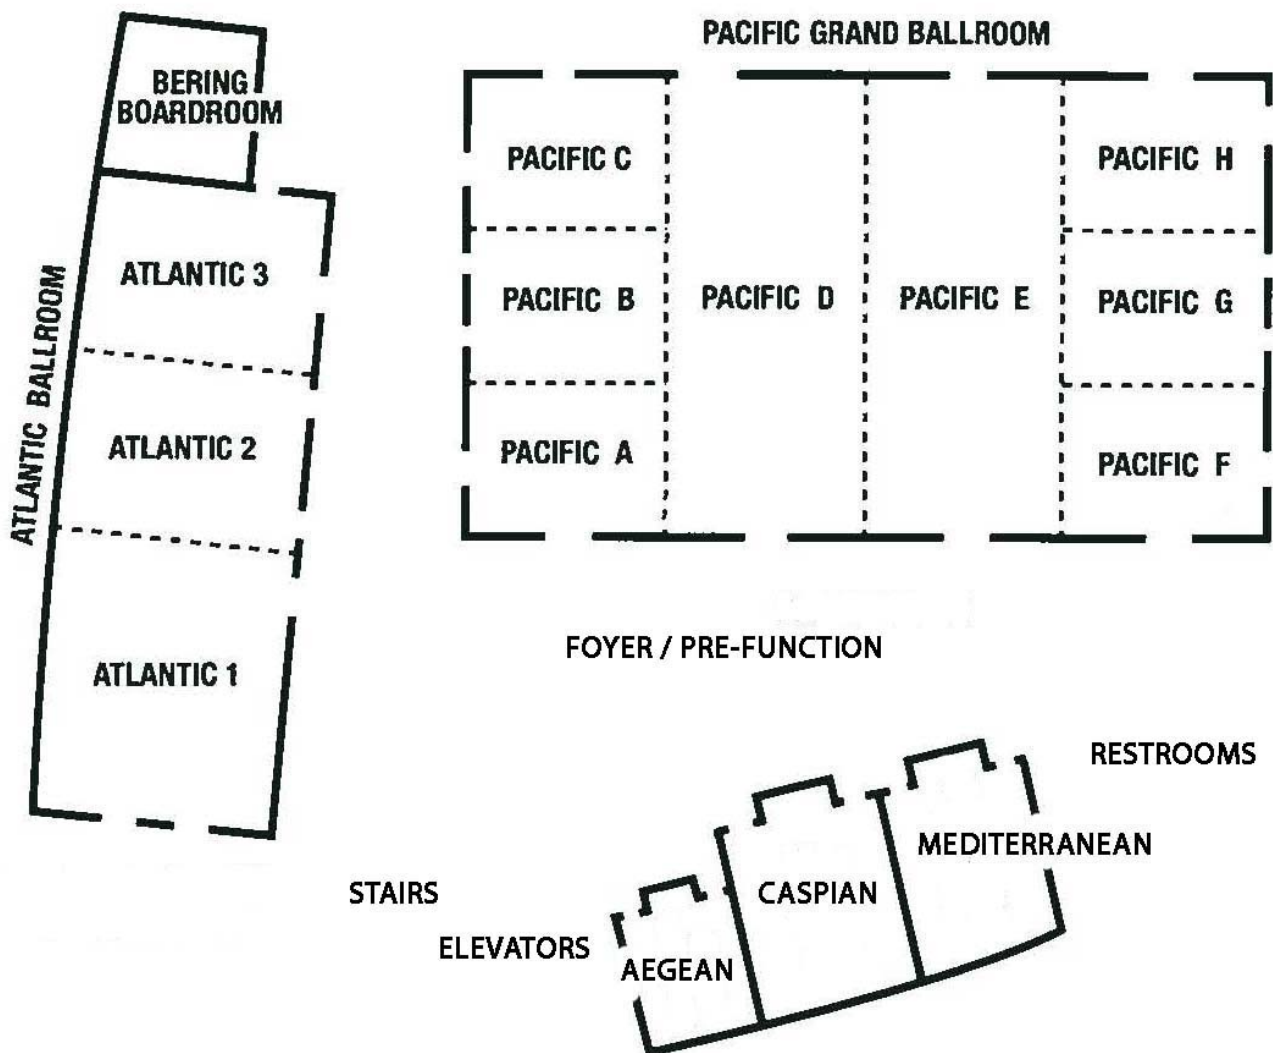 PACIFIC GRAND BALLROOM
BERING
BOARDROOM
PACIFIC C
PACIFIC H
ATLANTIC 3
PACIFIC B
PACIFIC D
PACIFIC E
PACIFIC G
ATLANTIC BALLROOM
ATLANTIC 2
PACIFIC A
PACIFIC F
ATLANTIC 1
FOYER / PRE-FUNCTION
RESTROOMS
MEDITERRANEAN
STAIRS
CASPIAN
ELEVATORS
AEGEAN